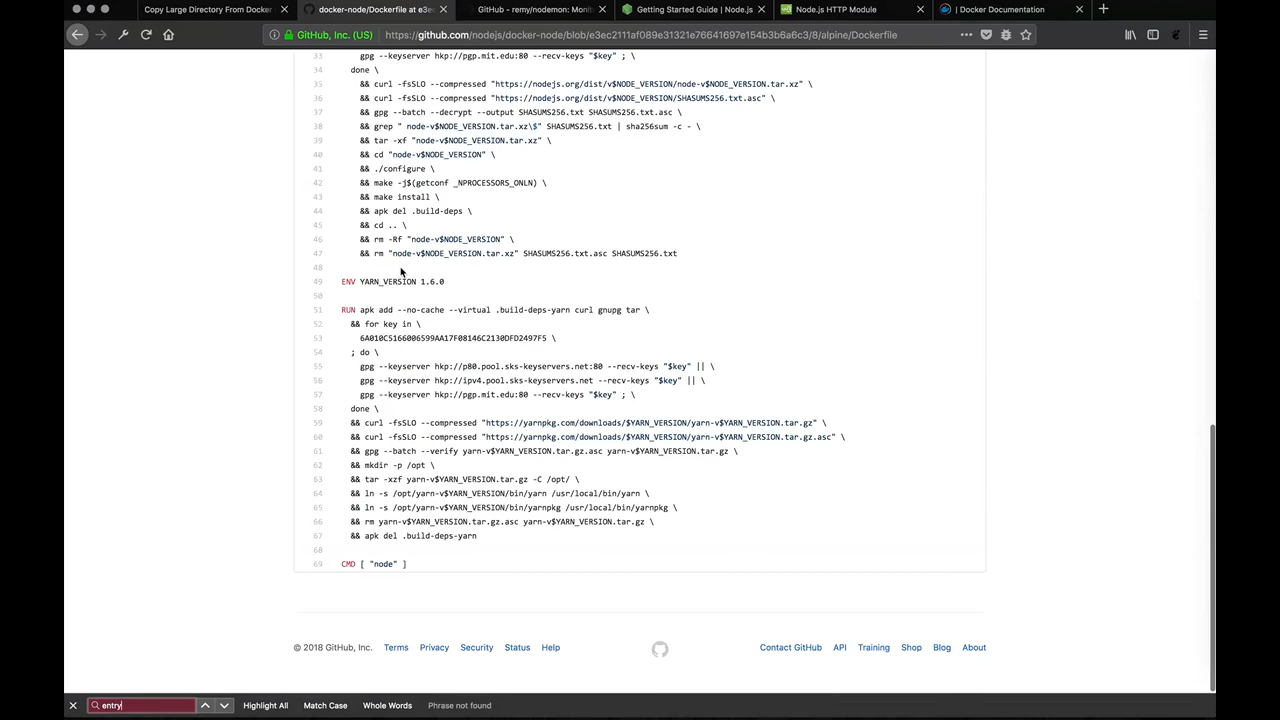 Copy Large Directory From Docker
docker-node/Dockerfile at e3ec
GitHub - remy/nodemon: Monit
Getting Started Guide | Node.js
Node.js HTTP Module
| Docker Documentation
GitHub, Inc. (US)
https://github.com/nodejs/docker-node/blob/e3ec2111af089e31321e76641697e154b3b6a6c3/8/alpine/Dockerfile
33 gpg --keyserver hkp://pgp.mit.edu:80 --recv-keys "$key" ; \
34 done \
35 && curl -fsSLO --compressed "https://nodejs.org/dist/v$NODE_VERSION/node-v$NODE_VERSION.tar.xz" \
36 && curl -fsSLO --compressed "https://nodejs.org/dist/v$NODE_VERSION/SHASUMS256.txt.asc" \
37 && gpg --batch --decrypt --output SHASUMS256.txt SHASUMS256.txt.asc \
38 && grep " node-v$NODE_VERSION.tar.xz\$" SHASUMS256.txt | sha256sum -c - \
39 && tar -xf "node-v$NODE_VERSION.tar.xz" \
40 && cd "node-v$NODE_VERSION" \
41 && ./configure \
42 && make -j$(getconf _NPROCESSORS_ONLN) \
43 && make install \
44 && apk del .build-deps \
45 && cd .. \
46 && rm -Rf "node-v$NODE_VERSION" \
47 && rm "node-v$NODE_VERSION.tar.xz" SHASUMS256.txt.asc SHASUMS256.txt
48
49 ENV YARN_VERSION 1.6.0
50
51 RUN apk add --no-cache --virtual .build-deps-yarn curl gnupg tar \
52 && for key in \
53 6A010C5166006599AA17F08146C2130DFD2497F5 \
54 ; do \
55 gpg --keyserver hkp://p80.pool.sks-keyservers.net:80 --recv-keys "$key" || \
56 gpg --keyserver hkp://ipv4.pool.sks-keyservers.net --recv-keys "$key" || \
57 gpg --keyserver hkp://pgp.mit.edu:80 --recv-keys "$key" ; \
58 done \
59 && curl -fsSLO --compressed "https://yarnpkg.com/downloads/$YARN_VERSION/yarn-v$YARN_VERSION.tar.gz" \
60 && curl -fsSLO --compressed "https://yarnpkg.com/downloads/$YARN_VERSION/yarn-v$YARN_VERSION.tar.gz.asc" \
61 && gpg --batch --verify yarn-v$YARN_VERSION.tar.gz.asc yarn-v$YARN_VERSION.tar.gz \
62 && mkdir -p /opt \
63 && tar -xzf yarn-v$YARN_VERSION.tar.gz -C /opt/ \
64 && ln -s /opt/yarn-v$YARN_VERSION/bin/yarn /usr/local/bin/yarn \
65 && ln -s /opt/yarn-v$YARN_VERSION/bin/yarnpkg /usr/local/bin/yarnpkg \
66 && rm yarn-v$YARN_VERSION.tar.gz.asc yarn-v$YARN_VERSION.tar.gz \
67 && apk del .build-deps-yarn
68
69 CMD [ "node" ]
© 2018 GitHub, Inc. Terms Privacy Security Status Help Contact GitHub API Training Shop Blog About
entry Highlight All Match Case Whole Words Phrase not found